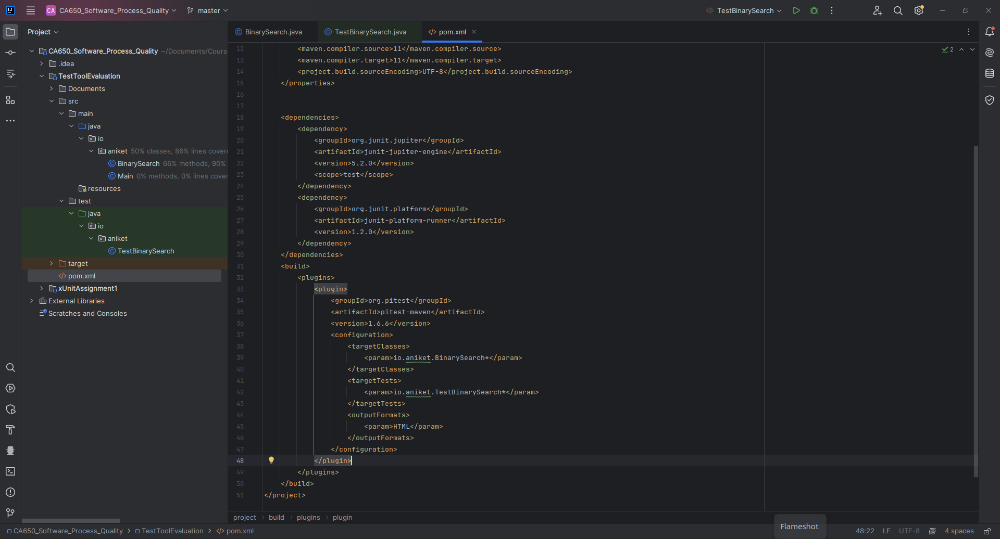 CA CA650_Software_Process_Quality master TestBinarySearch
Project
CA650_Software_Process_Quality ~/Documents/Cours
.idea
TestToolEvaluation
Documents
src
main
java
io
aniket 50% classes, 86% lines cover
BinarySearch 66% methods, 90%
Main 0% methods, 0% lines cover
resources
test
java
io
aniket
TestBinarySearch
target
pom.xml
xUnitAssignment1
External Libraries
Scratches and Consoles
BinarySearch.java TestBinarySearch.java pom.xml
2
12 <maven.compiler.source>11</maven.compiler.source>
13 <maven.compiler.target>11</maven.compiler.target>
14 <project.build.sourceEncoding>UTF-8</project.build.sourceEncoding>
15 </properties>
16
17
18 <dependencies>
19 <dependency>
20 <groupId>org.junit.jupiter</groupId>
21 <artifactId>junit-jupiter-engine</artifactId>
22 <version>5.2.0</version>
23 <scope>test</scope>
24 </dependency>
25 <dependency>
26 <groupId>org.junit.platform</groupId>
27 <artifactId>junit-platform-runner</artifactId>
28 <version>1.2.0</version>
29 </dependency>
30 </dependencies>
31 <build>
32 <plugins>
33 <plugin>
34 <groupId>org.pitest</groupId>
35 <artifactId>pitest-maven</artifactId>
36 <version>1.6.6</version>
37 <configuration>
38 <targetClasses>
39 <param>io.aniket.BinarySearch*</param>
40 </targetClasses>
41 <targetTests>
42 <param>io.aniket.TestBinarySearch*</param>
43 </targetTests>
44 <outputFormats>
45 <param>HTML</param>
46 </outputFormats>
47 </configuration>
48 </plugin>
49 </plugins>
50 </build>
51 </project>
project > build > plugins > plugin
CA650_Software_Process_Quality > TestToolEvaluation > pom.xml
Flameshot
48:22 LF UTF-8 4 spaces